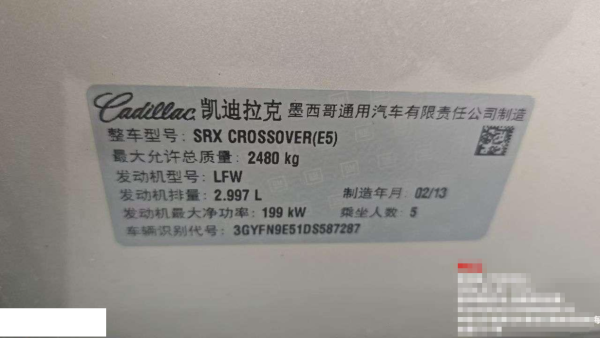 Cadillac 凯迪拉克 墨西哥通用汽车有限责任公司制造
整车型号: SRX CROSSOVER(E5)
最大允许总质量: 2480 kg
发动机型号: LFW
发动机排量: 2.997 L 制造年月: 02/13
发动机最大净功率: 199 kW 乘坐人数: 5
车辆识别代号: 3GYFN9E51DS587287